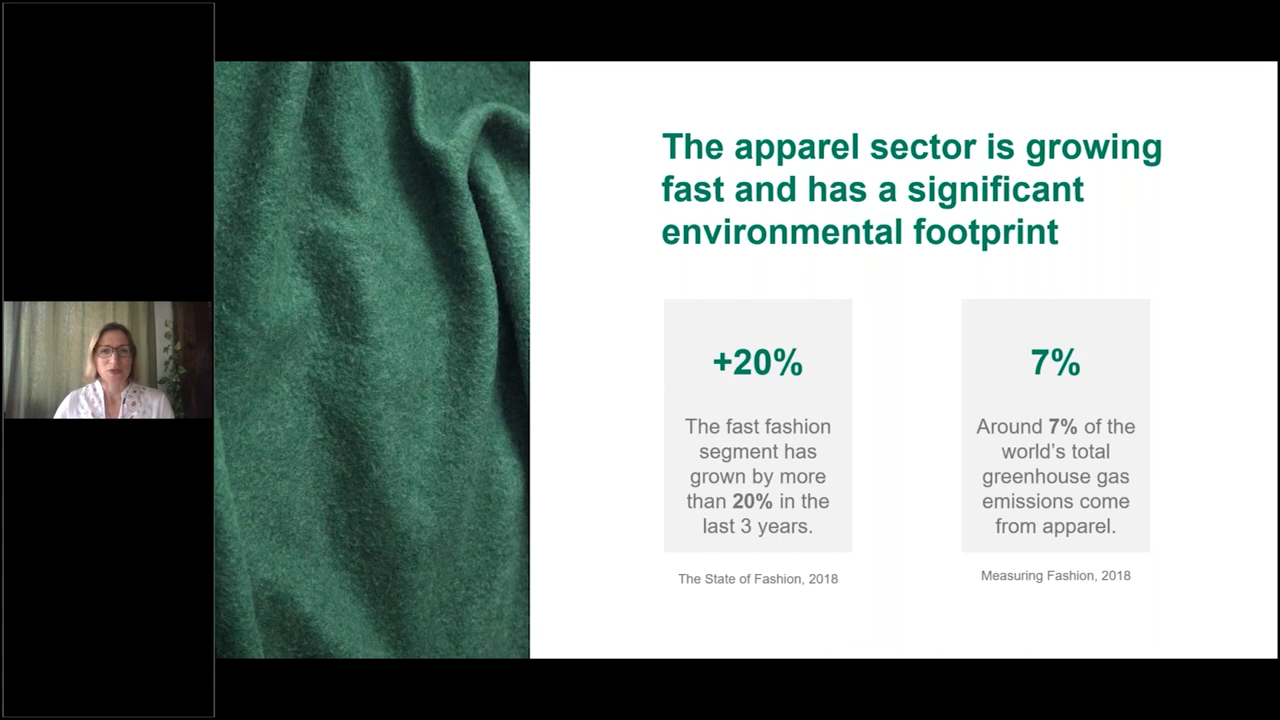 The apparel sector is growing
fast and has a significant
environmental footprint
+20%
The fast fashion
segment has
grown by more
than 20% in the
last 3 years.
The State of Fashion, 2018
7%
Around 7% of the
world’s total
greenhouse gas
emissions come
from apparel.
Measuring Fashion, 2018